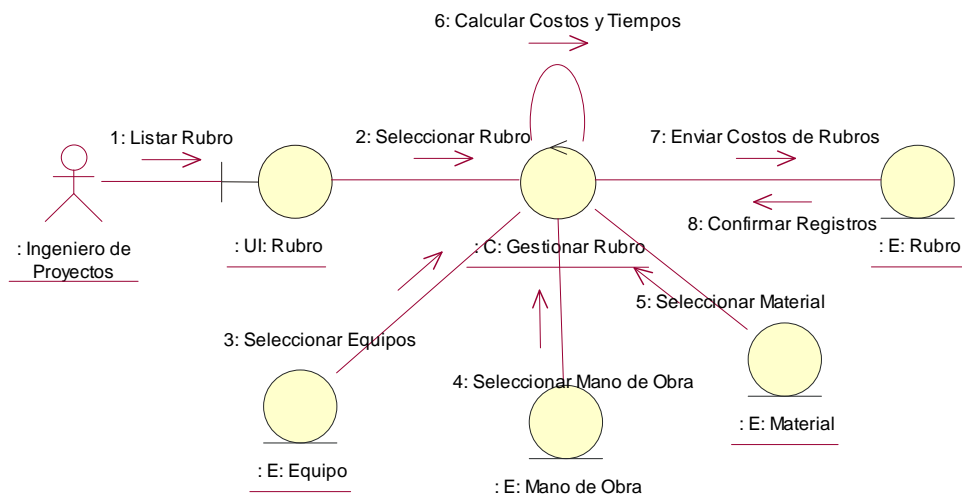 6: Calcular Costos y Tiempos
1: Listar Rubro
2: Seleccionar Rubro
7: Enviar Costos de Rubros
8: Confirmar Registros
: Ingeniero de
Proyectos
: UI: Rubro
: C: Gestionar Rubro
: E: Rubro
5: Seleccionar Material
3: Seleccionar Equipos
4: Seleccionar Mano de Obra
: E: Material
: E: Equipo
: E: Mano de Obra